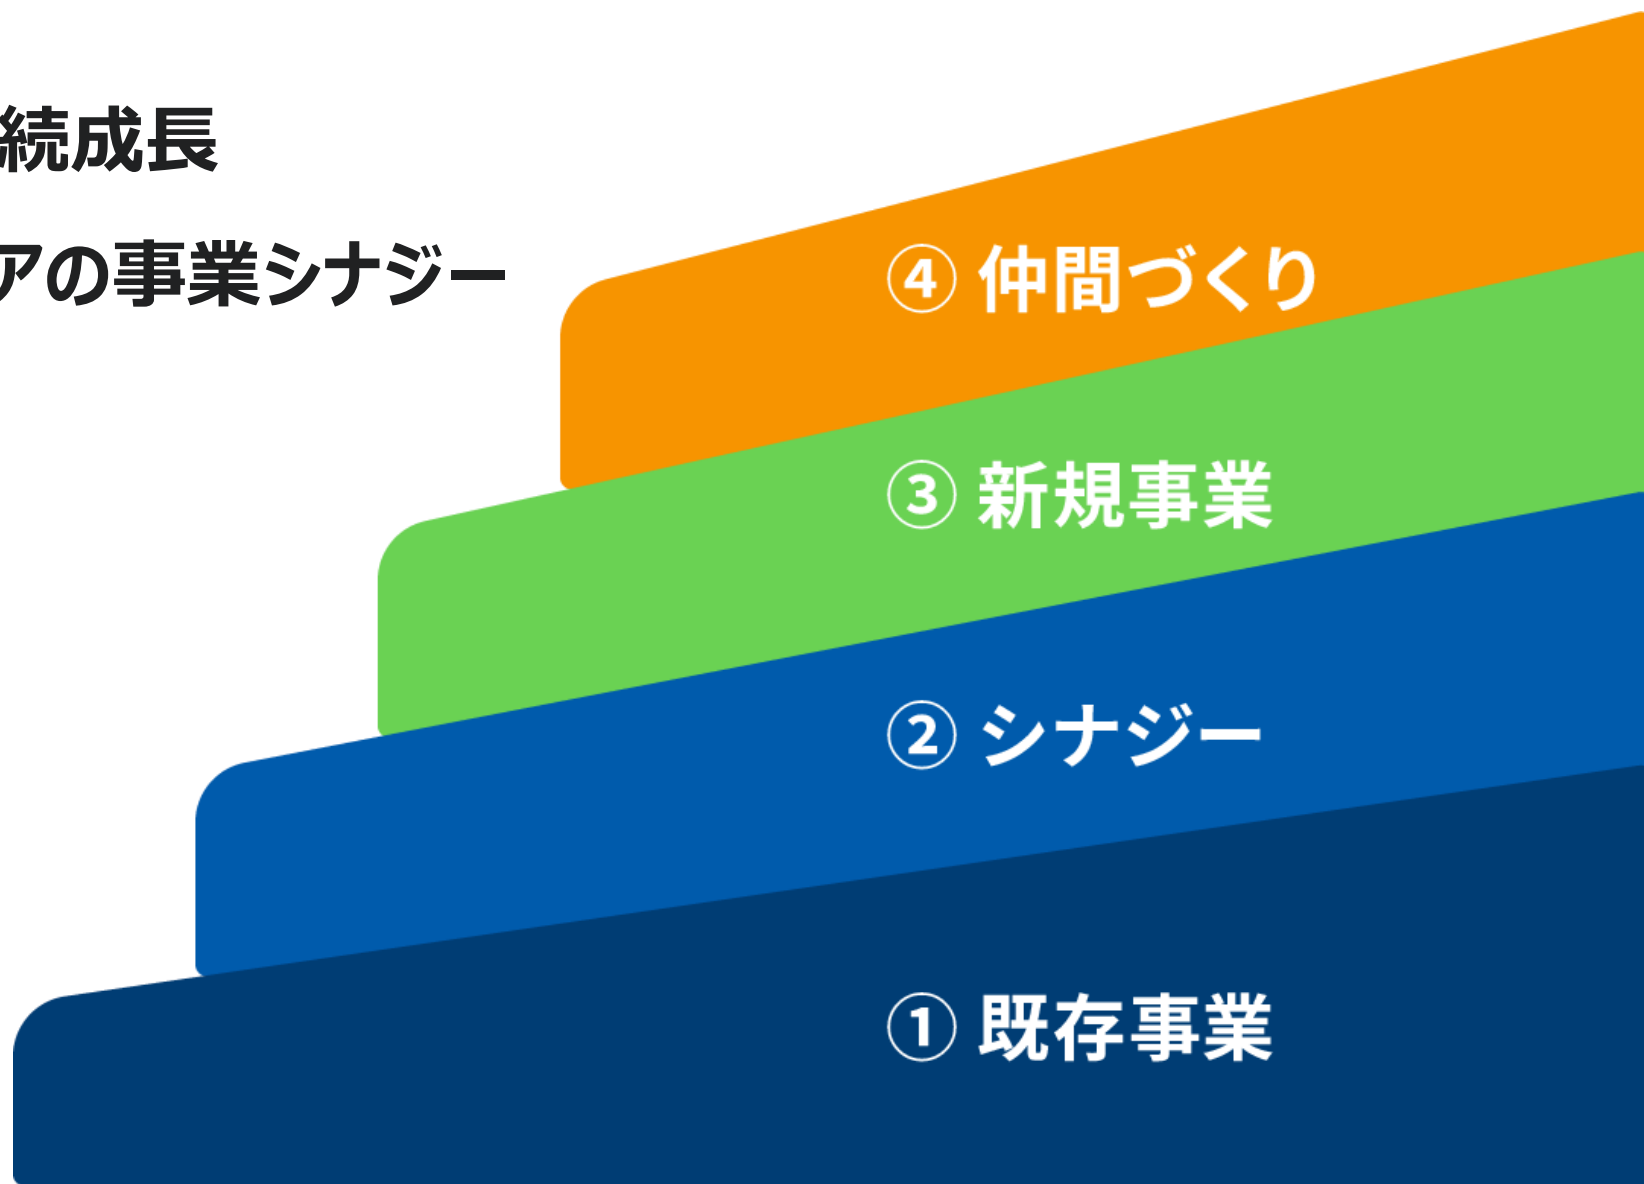 続成長
アの事業シナジー
④ 仲間づくり
③ 新規事業
② シナジー
① 既存事業